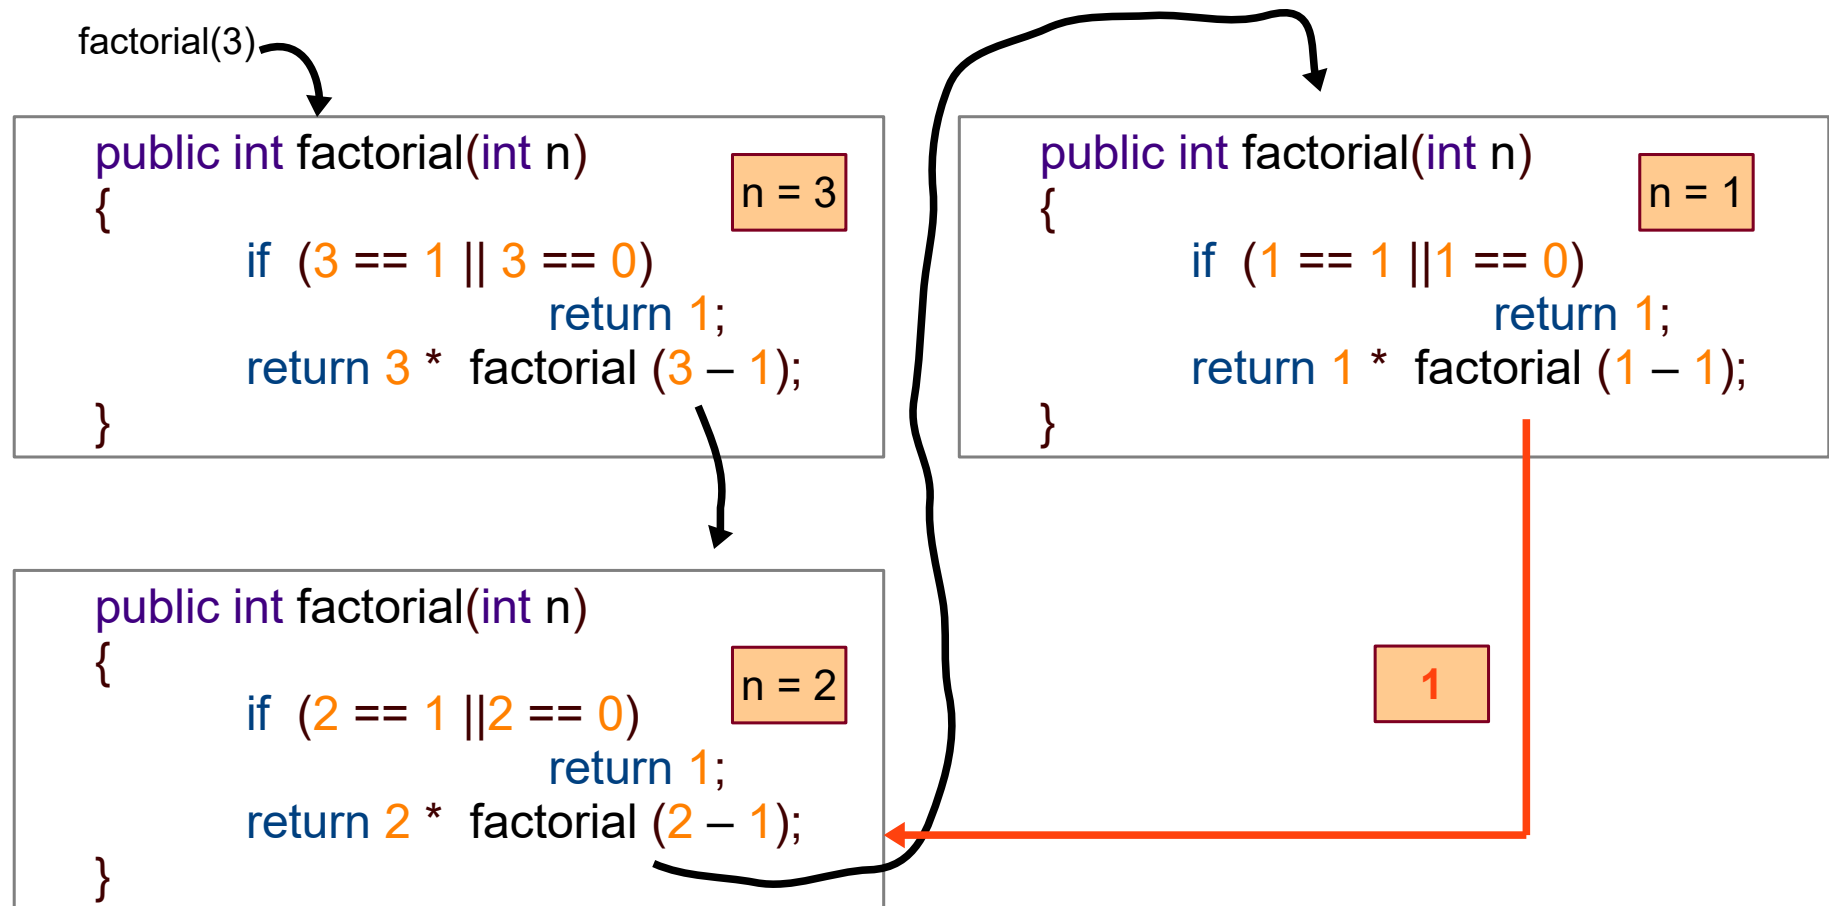 factorial(3)
public int factorial(int n)
n = 3
{
if (3 == 1 || 3 == 0)
return 1;
return 3 * factorial (3 – 1);
}
public int factorial(int n)
n = 2
{
if (2 == 1 ||2 == 0)
return 1;
return 2 * factorial (2 – 1);
}
public int factorial(int n)
n = 1
{
if (1 == 1 ||1 == 0)
return 1;
return 1 * factorial (1 – 1);
}
1